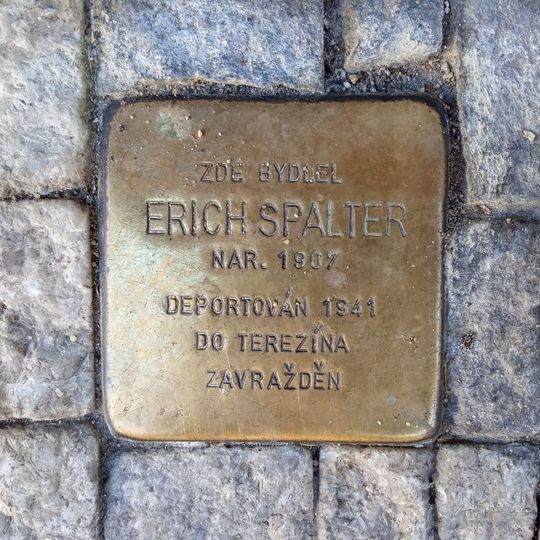 ZDE BYDLEL
ERICH SPALTER
NAR. 1907
DEPORTOVÁN 1941
DO TEREZÍNA
ZAVRAŽDĚN